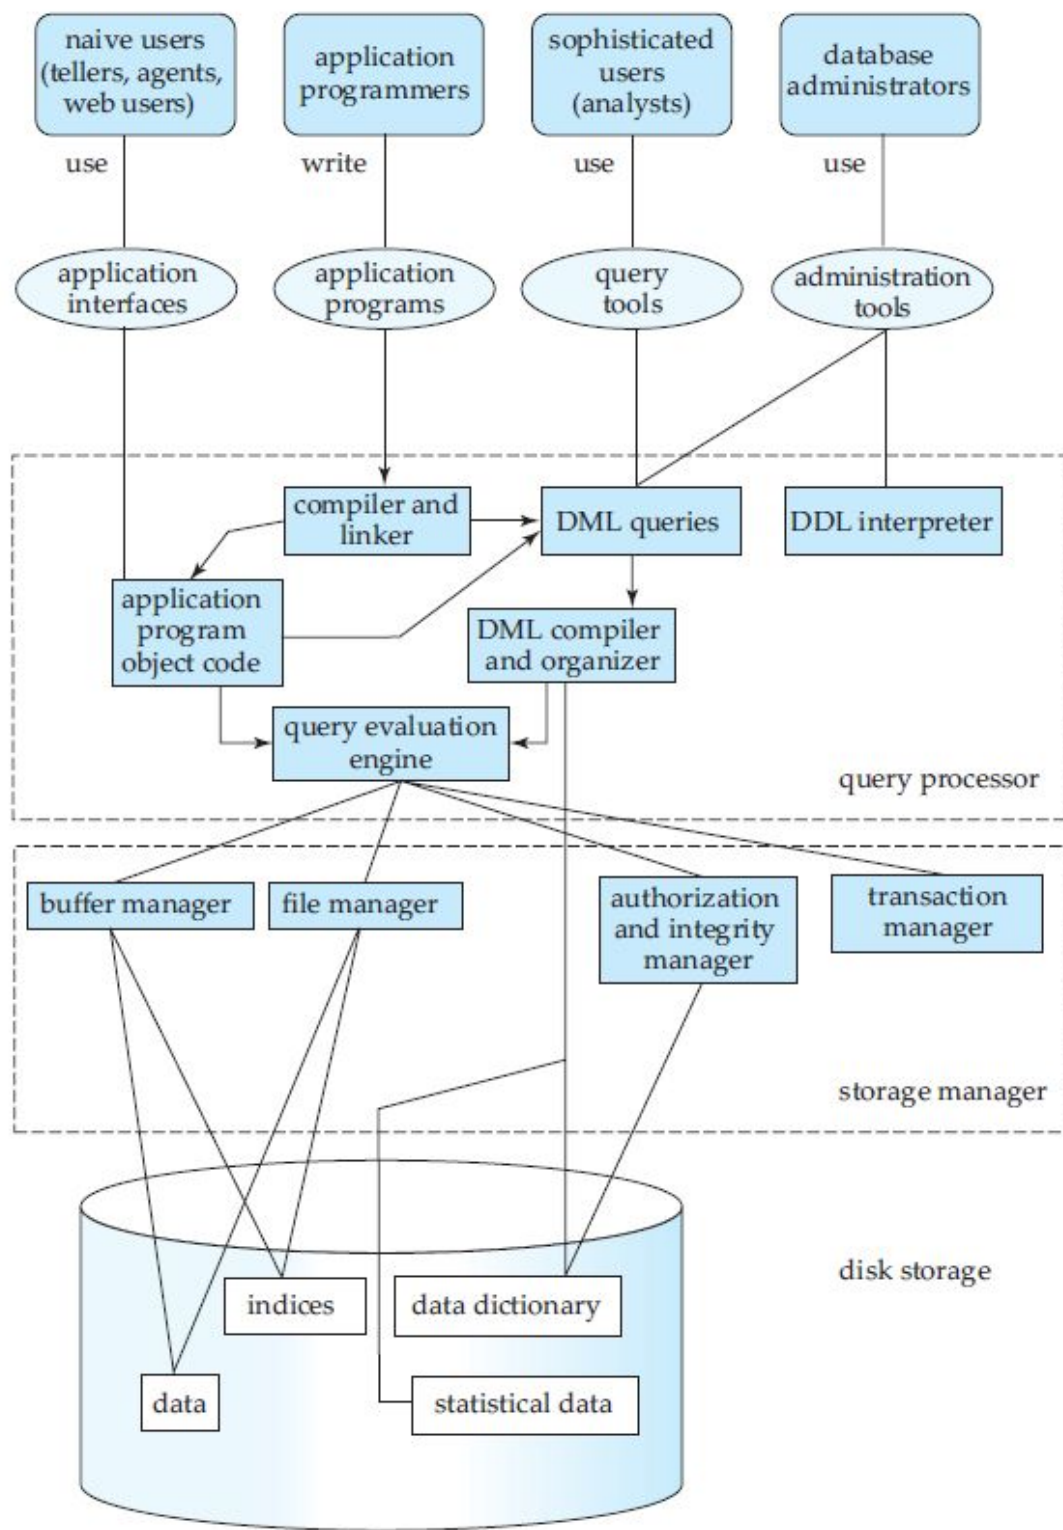 naive users
(tellers, agents,
web users)
application
programmers
sophisticated
users
(analysts)
database
administrators
use
write
use
use
application
interfaces
application
programs
query
tools
administration
tools
compiler and
linker
DML queries
DDL interpreter
application
program
object code
DML compiler
and organizer
query evaluation
engine
query processor
buffer manager
file manager
authorization
and integrity
manager
transaction
manager
storage manager
disk storage
indices
data dictionary
data
statistical data